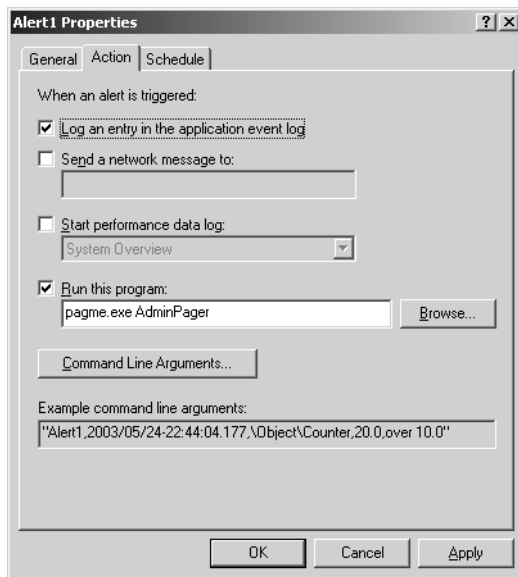 Alert1 Properties
General Action Schedule
When an alert is triggered:
Log an entry in the application event log
Send a network message to:
Start performance data log:
System Overview
Run this program:
pagme.exe AdminPager
Browse...
Command Line Arguments...
Example command line arguments:
"Alert1,2003/05/24-22:44:04.177,\Object\Counter,20.0,over 10.0"
OK Cancel Apply